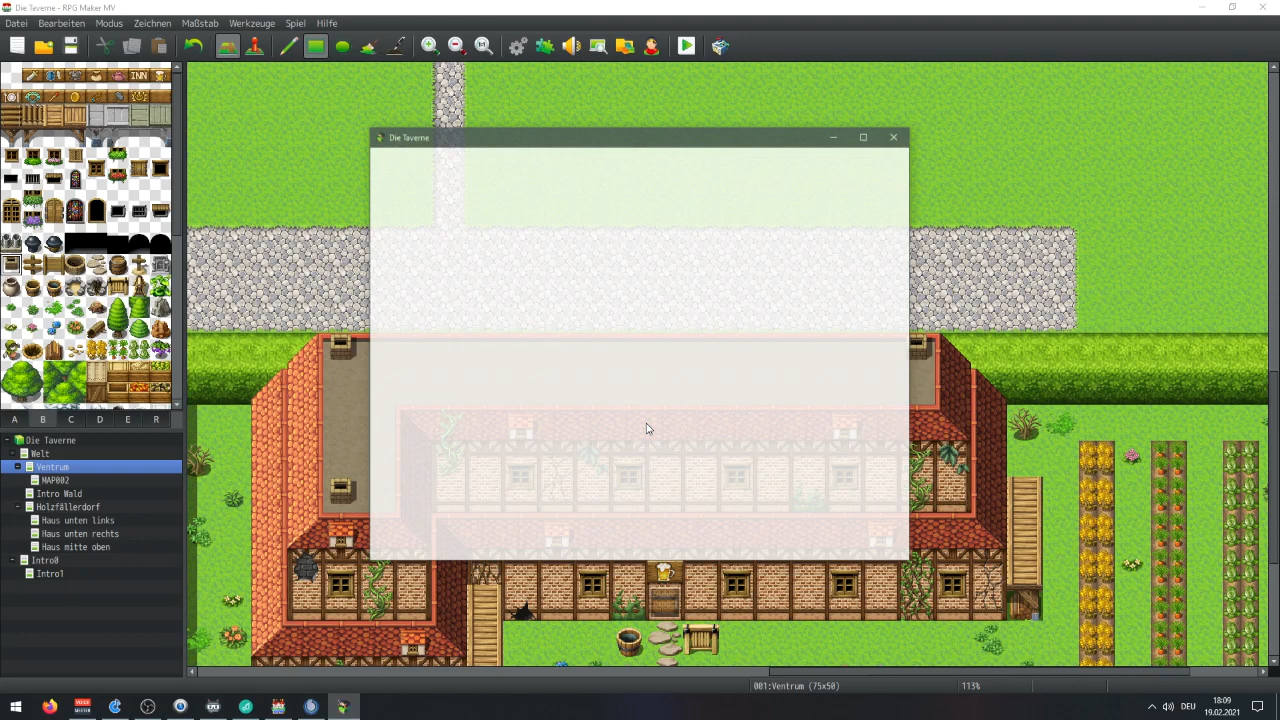 Die Taverne - RPG Maker MV
Datei Bearbeiten Modus Zeichnen Maßstab Werkzeuge Spiel Hilfe
INN
Die Taverne
A B C D E R
Die Taverne
Welt
Ventrum
MAP002
Intro Wald
Holzfällerdorf
Haus unten links
Haus unten rechts
Haus mitte oben
Intro0
Intro1
001:Ventrum (75x50) 113%
DEU
18:09
19.02.2021